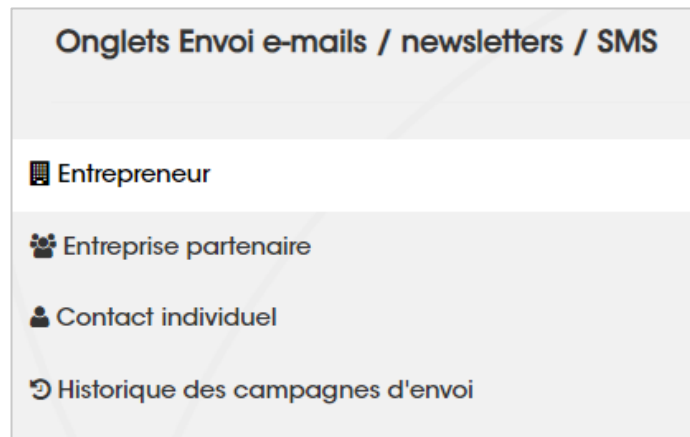 Onglets Envoi e-mails / newsletters / SMS
Entrepreneur
Entreprise partenaire
Contact individuel
Historique des campagnes d'envoi